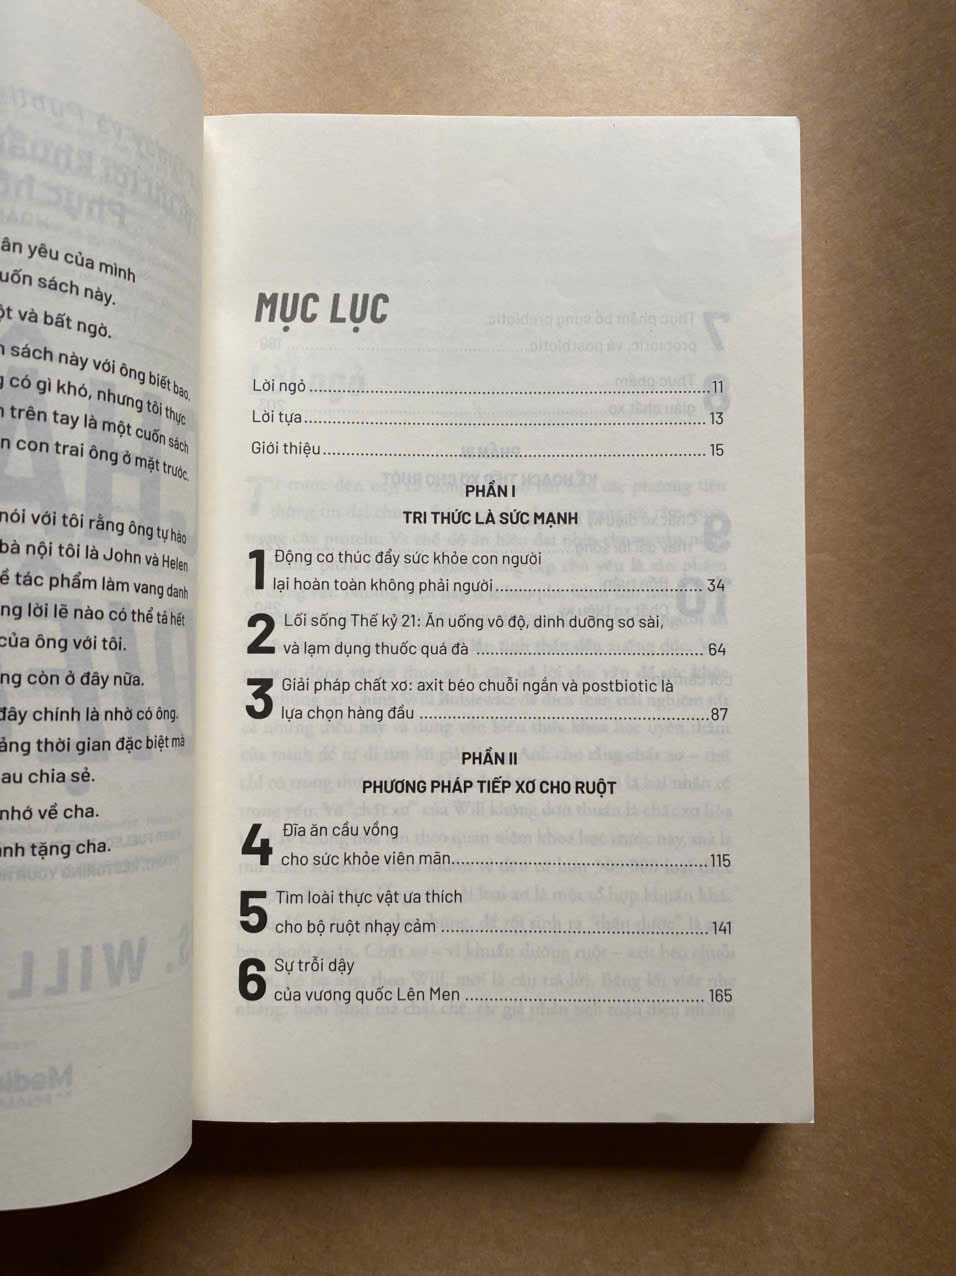 ân yêu của mình
uốn sách này.
ột và bất ngờ.
sách này với ông biết bao.
có gì khó, nhưng tôi thực
trên tay là một cuốn sách
n con trai ông ở mặt trước.
nói với tôi rằng ông tự hào
bà nội tôi là John và Helen
ề tác phẩm làm vang danh
ng lời lẽ nào có thể tả hết
của ông với tôi.
ng còn ở đây nữa.
đây chính là nhờ có ông.
ảng thời gian đặc biệt mà
au chia sẻ.
nhớ về cha.
ành tặng cha.
MỤC LỤC
Lời ngỏ 11
Lời tựa 13
Giới thiệu 15
PHẦN I
TRI THỨC LÀ SỨC MẠNH
1 Động cơ thúc đẩy sức khỏe con người
lại hoàn toàn không phải người 34
2 Lối sống Thế kỷ 21: Ăn uống vô độ, dinh dưỡng sơ sài,
và lạm dụng thuốc quá đà 64
3 Giải pháp chất xơ: axit béo chuỗi ngắn và postbiotic là
lựa chọn hàng đầu 87
PHẦN II
PHƯƠNG PHÁP TIẾP XƠ CHO RUỘT
4 Đĩa ăn cầu vồng
cho sức khỏe viên mãn 115
5 Tìm loài thực vật ưa thích
cho bộ ruột nhạy cảm 141
6 Sự trỗi dậy
của vương quốc Lên Men 165